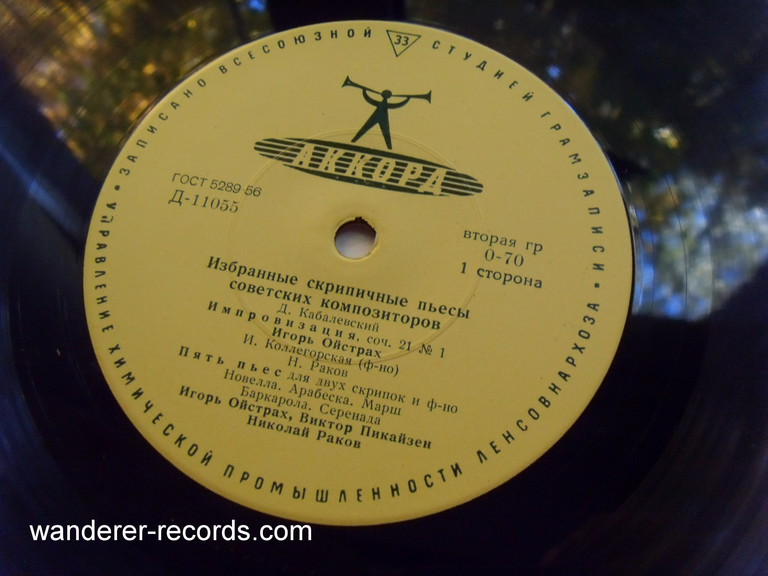 ЗАПИСАНО ВСЕСОЮЗНОЙ СТУДИЕЙ ГРАМЗАПИСИ
33
АККОРД
ГОСТ 5289-56
Д-11055
вторая гр
0-70
1 сторона
Избранные скрипичные пьесы
советских композиторов
Д. Кабалевский
Импровизация, соч. 21 № 1
Игорь Ойстрах
И. Коллегорская (ф-но)
Н. Раков
Пять пьес для двух скрипок и ф-но
Новелла. Арабеска. Марш
Баркарола. Серенада
Игорь Ойстрах, Виктор Пикайзен
Николай Раков
УПРАВЛЕНИЕ ХИМИЧЕСКОЙ ПРОМЫШЛЕННОСТИ ЛЕНСОВНАРХОЗА
wanderer-records.com